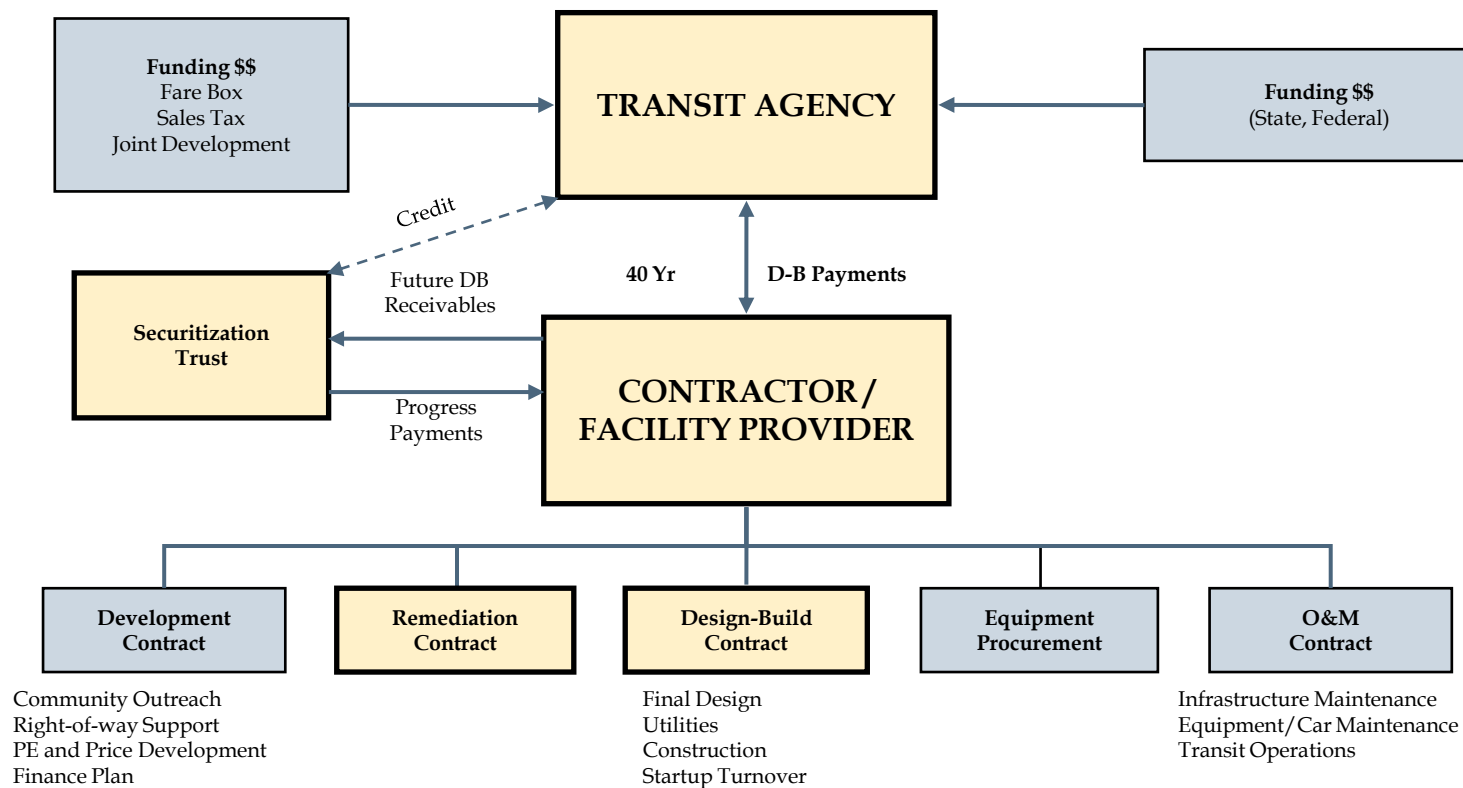 Funding $$
Fare Box
Sales Tax
Joint Development
TRANSIT AGENCY
Funding $$
(State, Federal)
Credit
Future DB
Receivables
40 Yr
D-B Payments
Securitization
Trust
Progress
Payments
CONTRACTOR /
FACILITY PROVIDER
Development
Contract
Remediation
Contract
Design-Build
Contract
Equipment
Procurement
O&M
Contract
Community Outreach
Right-of-way Support
PE and Price Development
Finance Plan
Final Design
Utilities
Construction
Startup Turnover
Infrastructure Maintenance
Equipment/Car Maintenance
Transit Operations